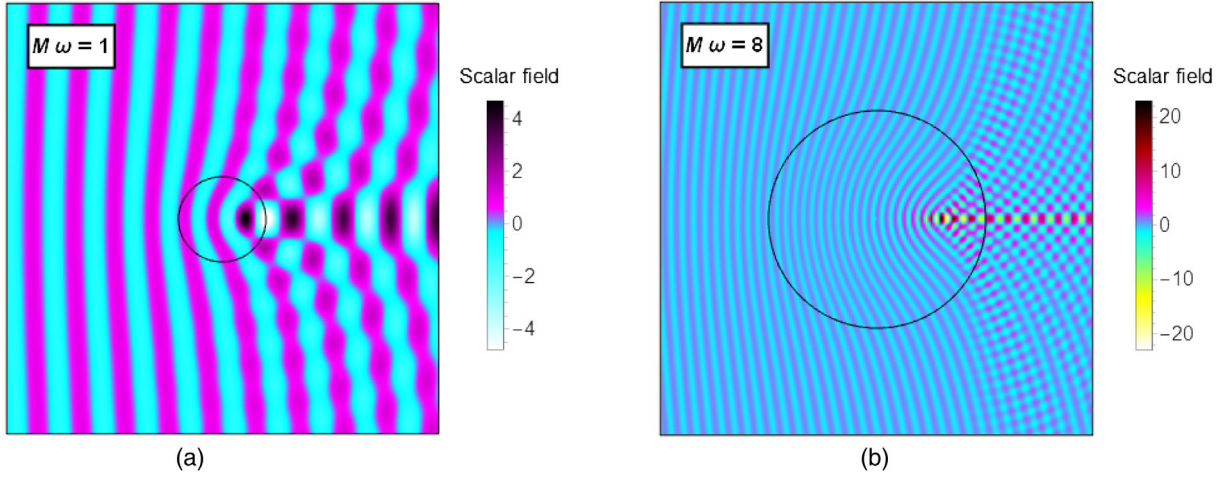 M ω = 1
Scalar field
4
2
0
−2
−4
(a)
M ω = 8
Scalar field
20
10
0
−10
−20
(b)